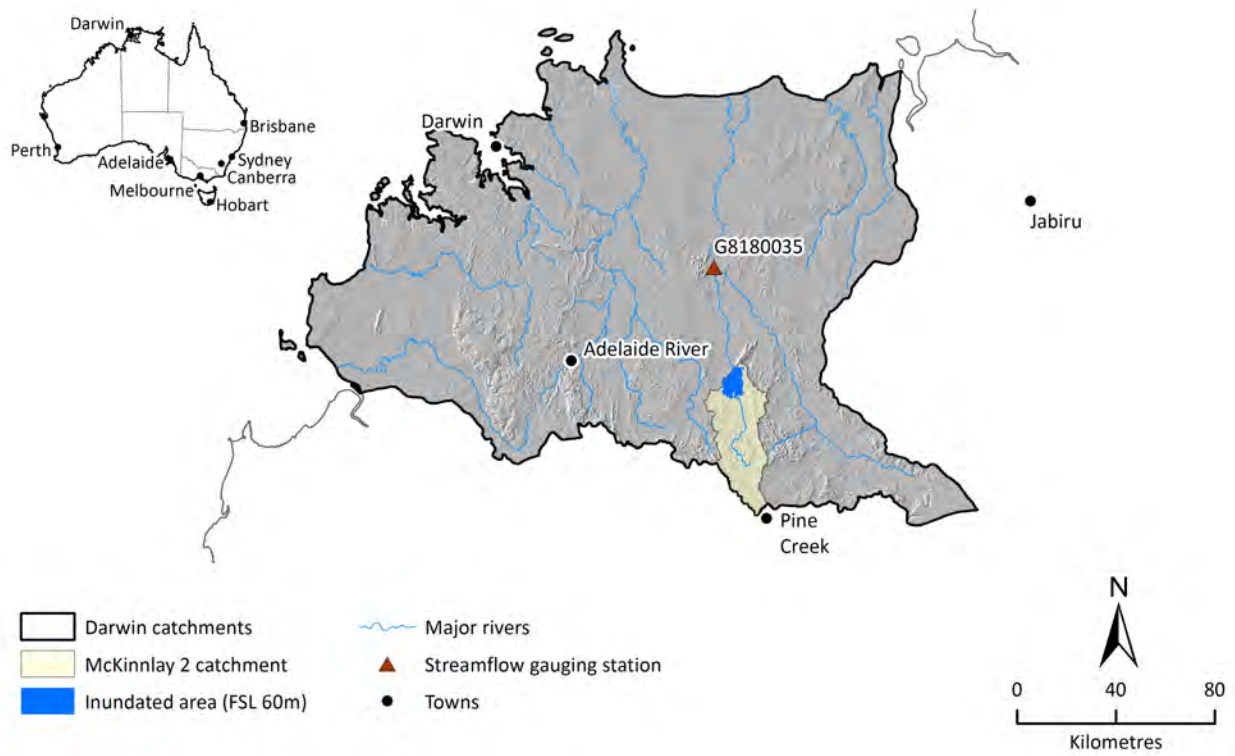 Darwin
Brisbane
Perth
Adelaide
Sydney
Canberra
Melbourne
Hobart
Darwin
Jabiru
G8180035
Adelaide River
Pine
Creek
Darwin catchments
McKinnlay 2 catchment
Inundated area (FSL 60m)
Major rivers
Streamflow gauging station
Towns
N
0 40 80
Kilometres